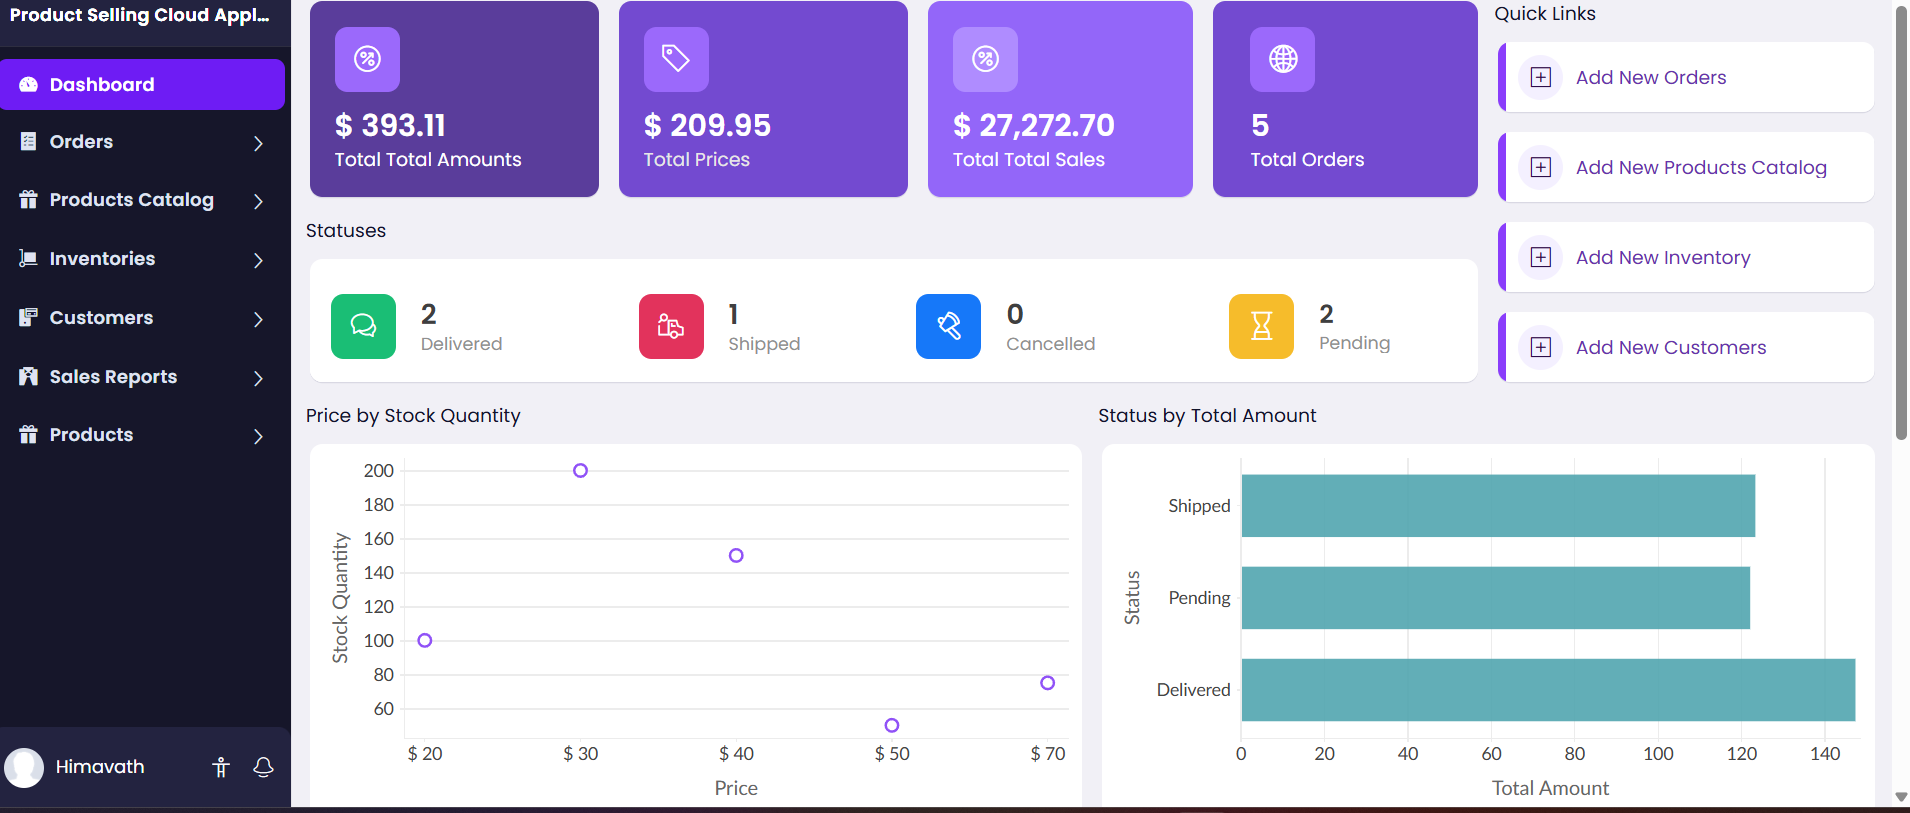 Product Selling Cloud Appl...
Dashboard
Orders
Products Catalog
Inventories
Customers
Sales Reports
Products
Himavath
$ 393.11
Total Total Amounts
$ 209.95
Total Prices
$ 27,272.70
Total Total Sales
5
Total Orders
Quick Links
Add New Orders
Add New Products Catalog
Add New Inventory
Add New Customers
Statuses
2
Delivered
1
Shipped
0
Cancelled
2
Pending
Price by Stock Quantity
Stock Quantity
200
180
160
140
120
100
80
60
$ 20 $ 30 $ 40 $ 50 $ 70
Price
Status by Total Amount
Status
Shipped
Pending
Delivered
0 20 40 60 80 100 120 140
Total Amount